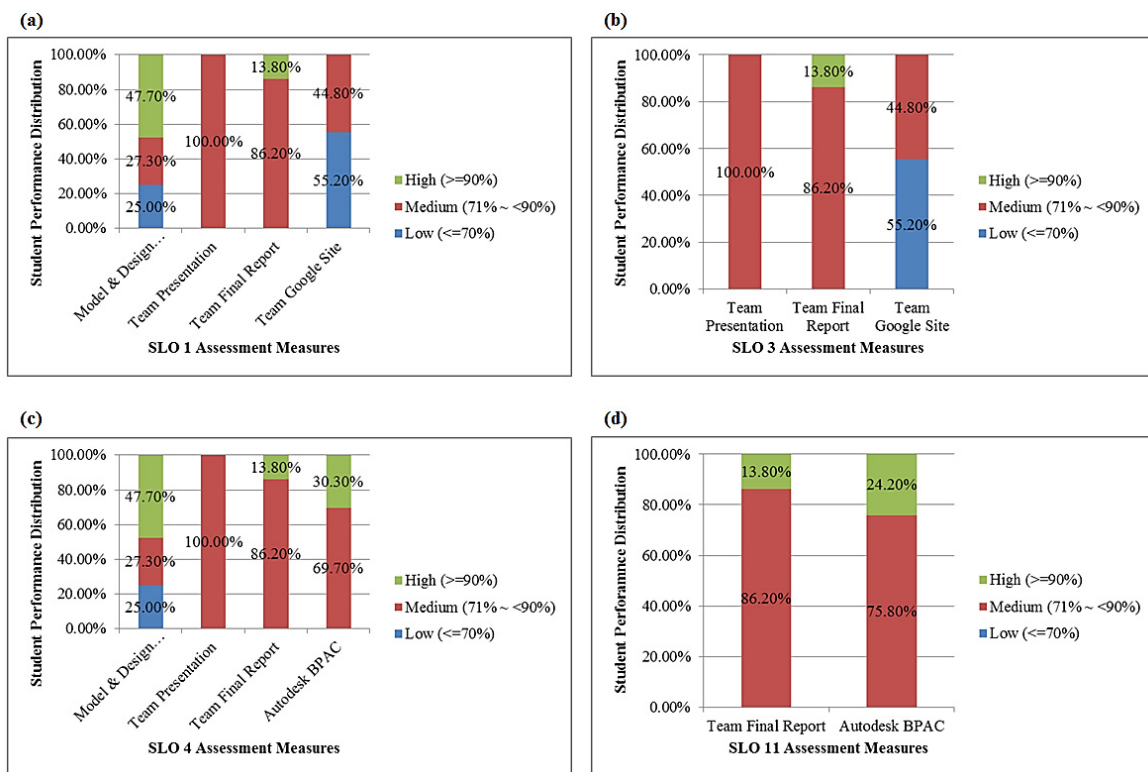 (a)
Student Performance Distribution
100.00%
80.00%
60.00%
40.00%
20.00%
0.00%
47.70%
27.30%
25.00%
100.00%
13.80%
86.20%
44.80%
55.20%
Model & Design...
Team Presentation
Team Final Report
Team Google Site
SLO 1 Assessment Measures
High (>=90%)
Medium (71% ~ <90%)
Low (<=70%)
(b)
Student Performance Distribution
100.00%
80.00%
60.00%
40.00%
20.00%
0.00%
100.00%
13.80%
86.20%
44.80%
55.20%
Team
Presentation
Team Final
Report
Team
Google Site
SLO 3 Assessment Measures
High (>=90%)
Medium (71% ~ <90%)
Low (<=70%)
(c)
Student Performance Distribution
100.00%
80.00%
60.00%
40.00%
20.00%
0.00%
47.70%
27.30%
25.00%
100.00%
13.80%
86.20%
30.30%
69.70%
Model & Design...
Team Presentation
Team Final Report
Autodesk BPAC
SLO 4 Assessment Measures
High (>=90%)
Medium (71% ~ <90%)
Low (<=70%)
(d)
Student Perforamnce Distribution
100.00%
80.00%
60.00%
40.00%
20.00%
0.00%
13.80%
86.20%
24.20%
75.80%
Team Final Report
Autodesk BPAC
SLO 11 Assessment Measures
High (>=90%)
Medium (71% ~ <90%)
Low (<=70%)